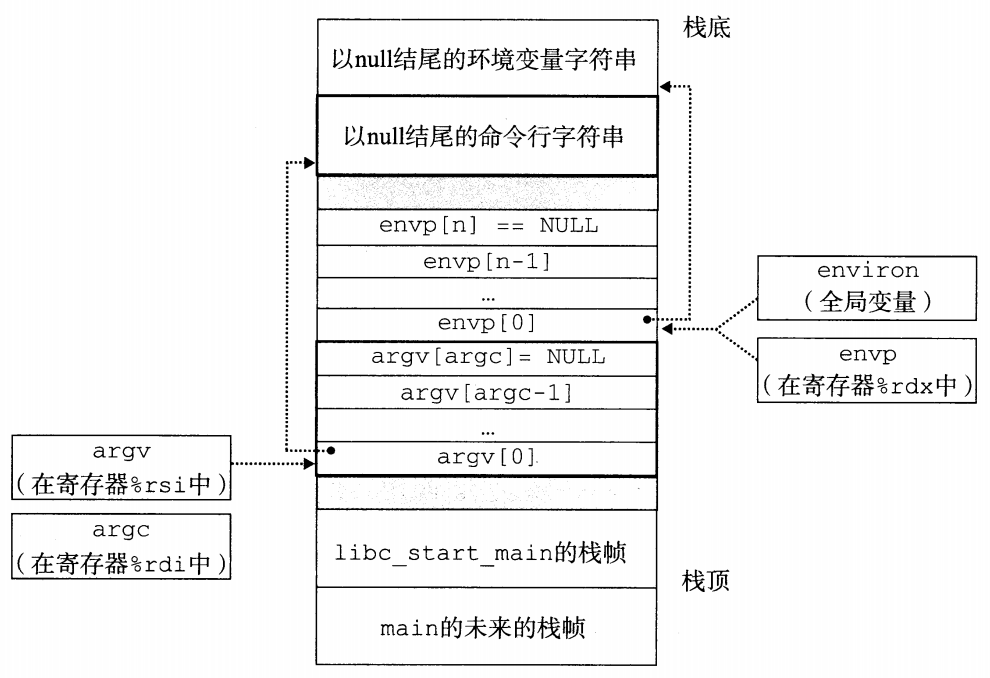 栈底
以null结尾的环境变量字符串
以null结尾的命令行字符串
envp[n] == NULL
envp[n-1]
…
envp[0]
environ
(全局变量)
envp
(在寄存器%rdx中)
argv[argc]= NULL
argv[argc-1]
…
argv[0]
argv
(在寄存器%rsi中)
argc
(在寄存器%rdi中)
libc_start_main的栈帧
栈顶
main的未来的栈帧